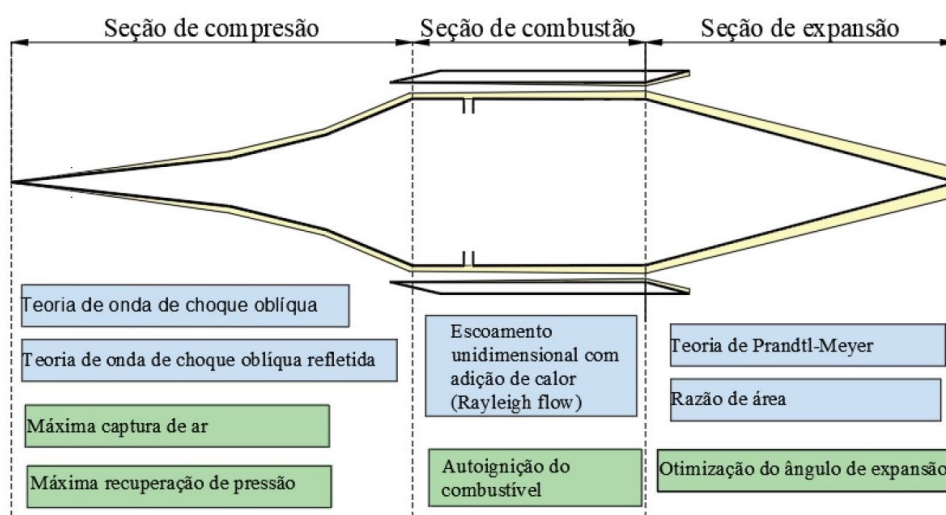 Seção de compresão
Seção de combustão
Seção de expansão
Teoria de onda de choque oblíqua
Teoria de onda de choque oblíqua refletida
Máxima captura de ar
Máxima recuperação de pressão
Escoamento
unidimensional com
adição de calor
(Rayleigh flow)
Autoignição do
combustível
Teoria de Prandtl-Meyer
Razão de área
Otimização do ângulo de expansão